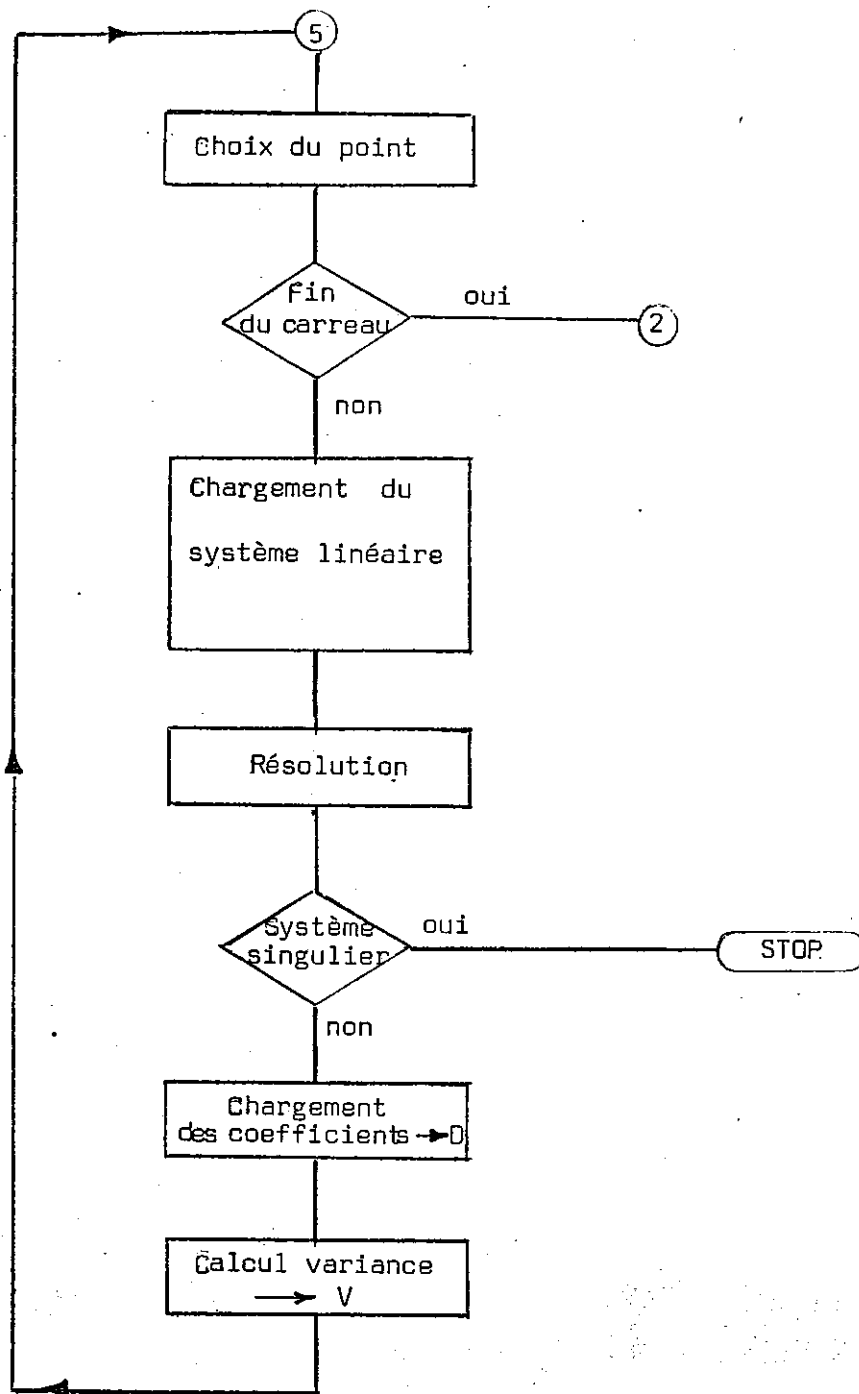 5
Choix du point
Fin
du carreau
oui
2
non
Chargement du
système linéaire
Résolution
Système
singulier
oui
STOP.
non
Chargement
des coefficients → D
Calcul variance
→ V